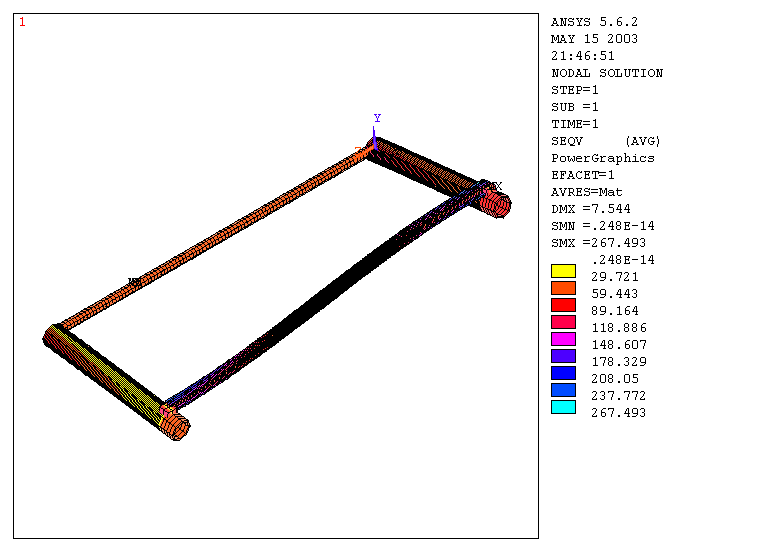 1
ANSYS 5.6.2
MAY 15 2003
21:46:51
NODAL SOLUTION
STEP=1
SUB =1
TIME=1
SEQV (AVG)
PowerGraphics
EFACET=1
AVRES=Mat
DMX =7.544
SMN =.248E-14
SMX =267.493
.248E-14
29.721
59.443
89.164
118.886
148.607
178.329
208.05
237.772
267.493
Y
X